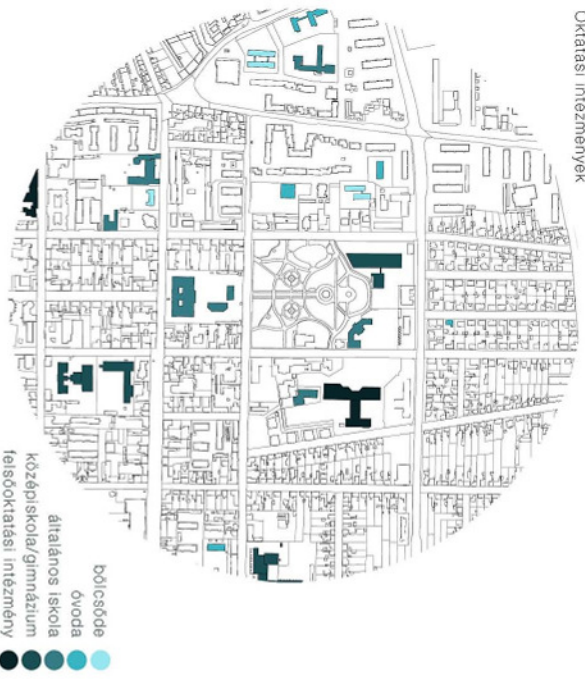 Oktatási intézmények
bölcsőde
óvoda
általános iskola
középiskola/gimnázium
felsőoktatási intézmény